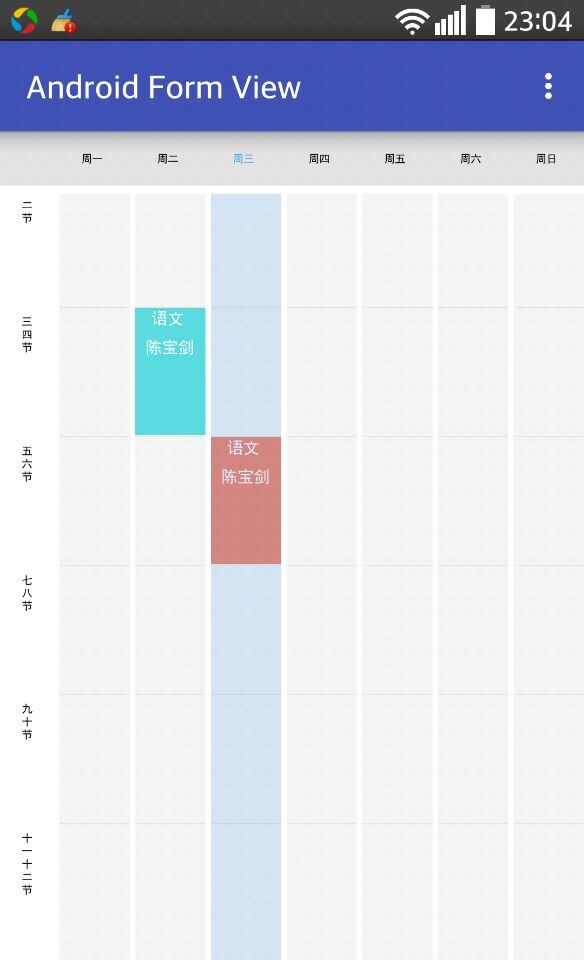 23:04
Android Form View
周一 周二 周三 周四 周五 周六 周日
二
节
三
四
节
语文
陈宝剑
五
六
节
语文
陈宝剑
七
八
节
九
十
节
十
一
十
二
节